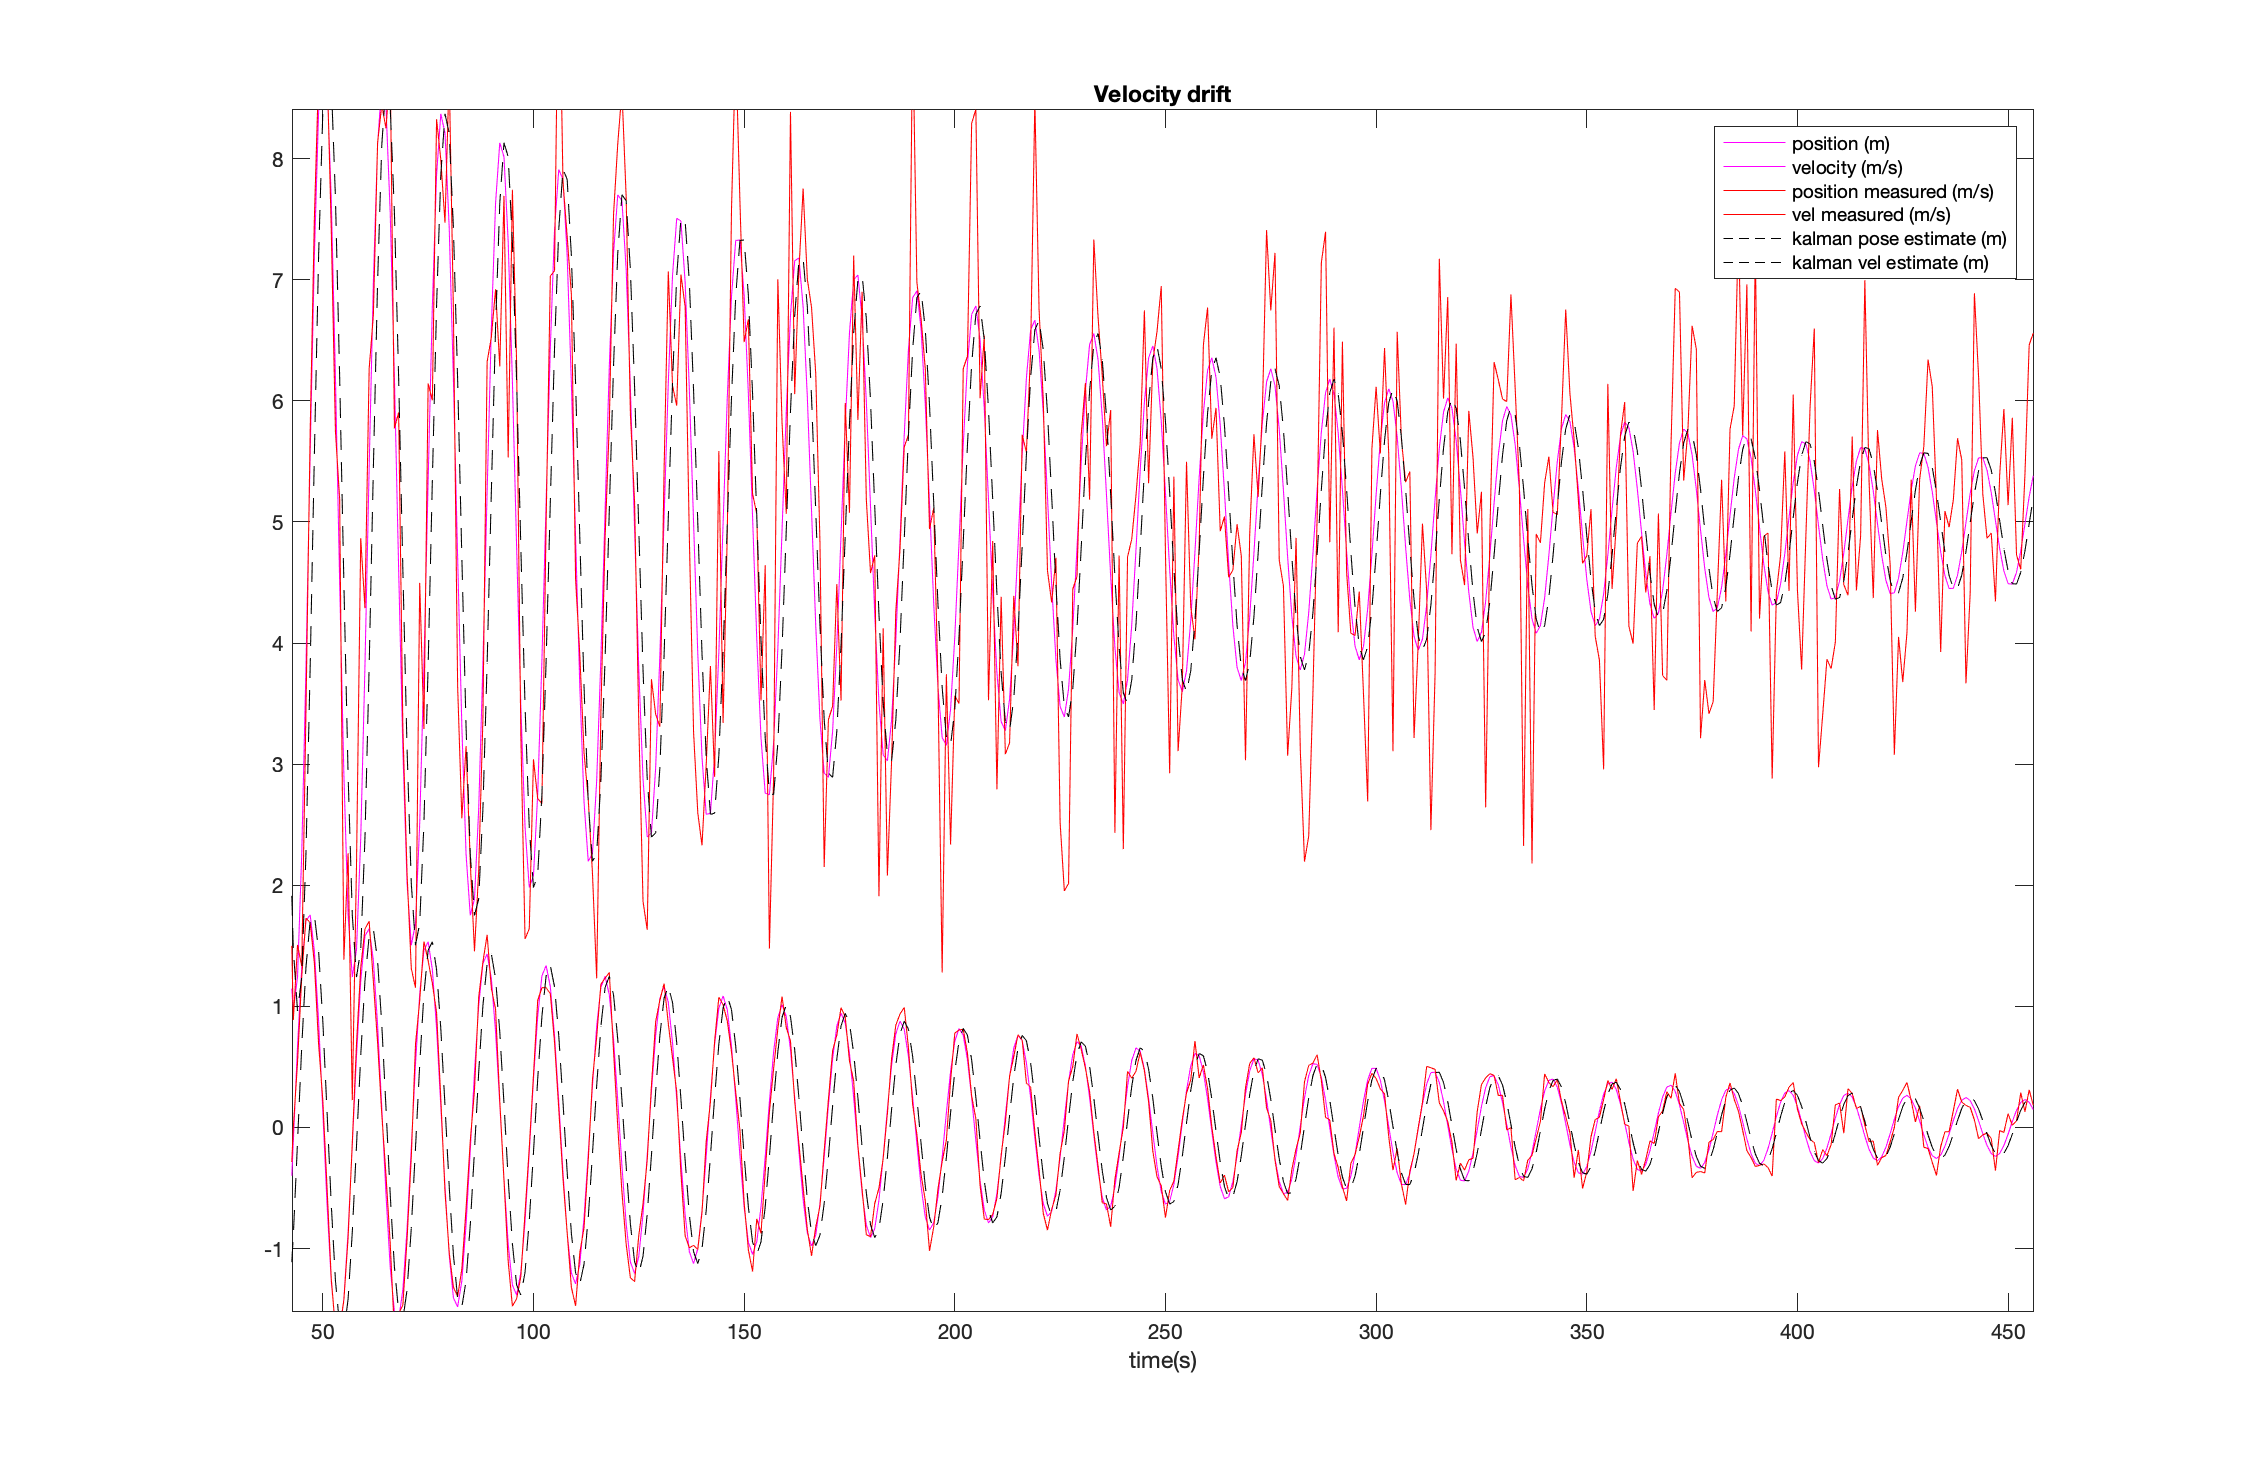 Velocity drift
position (m)
velocity (m/s)
position measured (m/s)
vel measured (m/s)
kalman pose estimate (m)
kalman vel estimate (m)
8
7
6
5
4
3
2
1
0
-1
50 100 150 200 250 300 350 400 450
time(s)